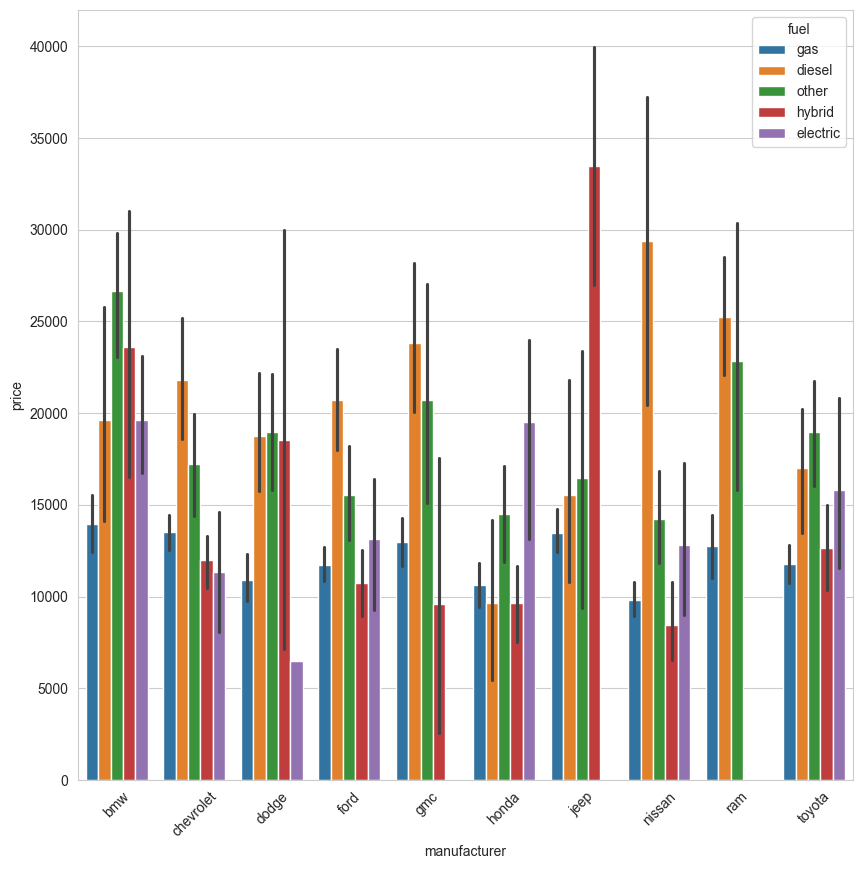 fuel
gas
diesel
other
hybrid
electric
price
40000
35000
30000
25000
20000
15000
10000
5000
0
bmw
chevrolet
dodge
ford
gmc
honda
jeep
nissan
ram
toyota
manufacturer